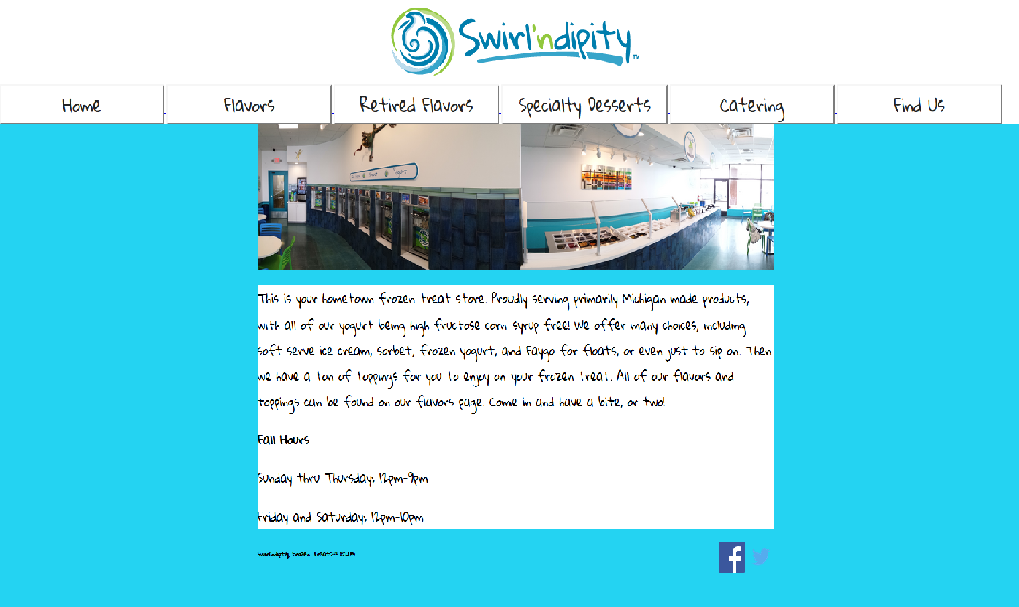 Swirl'ndipity TM
Home
Flavors
Retired Flavors
Specialty Desserts
Catering
Find Us
This is your hometown frozen treat store. Proudly serving primarily Michigan made products,
with all of our yogurt being high fructose corn syrup free! We offer many choices, including
soft serve ice cream, sorbet, frozen yogurt, and Faygo for floats, or even just to sip on. Then
we have a ton of toppings for you to enjoy on your frozen treat. All of our flavors and
toppings can be found on our flavors page. Come in and have a bite, or two!
Fall Hours
Sunday thru Thursday: 12pm-9pm
Friday and Saturday: 12pm-10pm